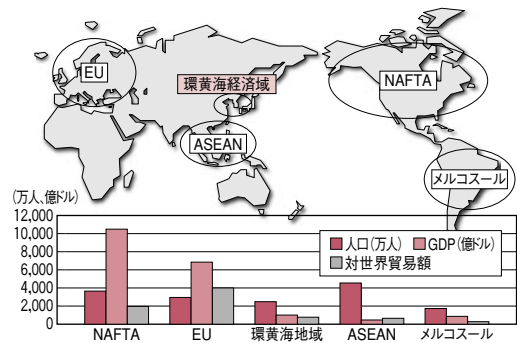 EU
環黄海経済域
NAFTA
ASEAN
メルコスール
(万人、億ドル)
12,000
10,000
8,000
6,000
4,000
2,000
0
人口(万人) GDP(億ドル)
対世界貿易額
NAFTA EU 環黄海地域 ASEAN メルコスール